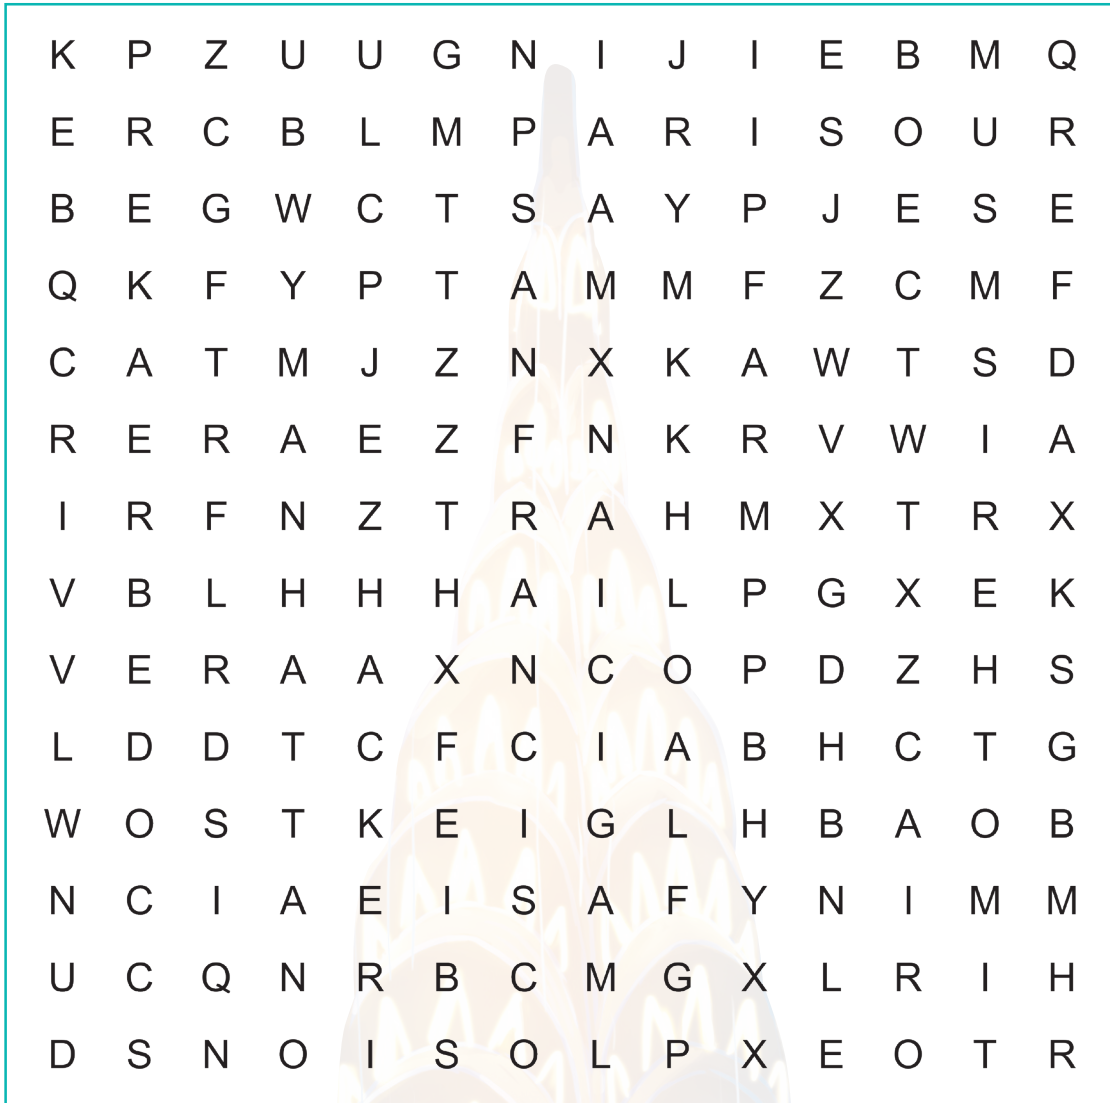 K P Z U U G N I J I E B M Q
E R C B L M P A R I S O U R
B E G W C T S A Y P J E S E
Q K F Y P T A M M F Z C M F
C A T M J Z N X K A W T S D
R E R A E Z F N K R V W I A
I R F N Z T R A H M X T R X
V B L H H H A I L P G X E K
V E R A A X N C O P D Z H S
L D D T C F C I A B H C T G
W O S T K E I G L H B A O B
N C I A E I S A F Y N I M M
U C Q N R B C M G X L R I H
D S N O I S O L P X E O T R